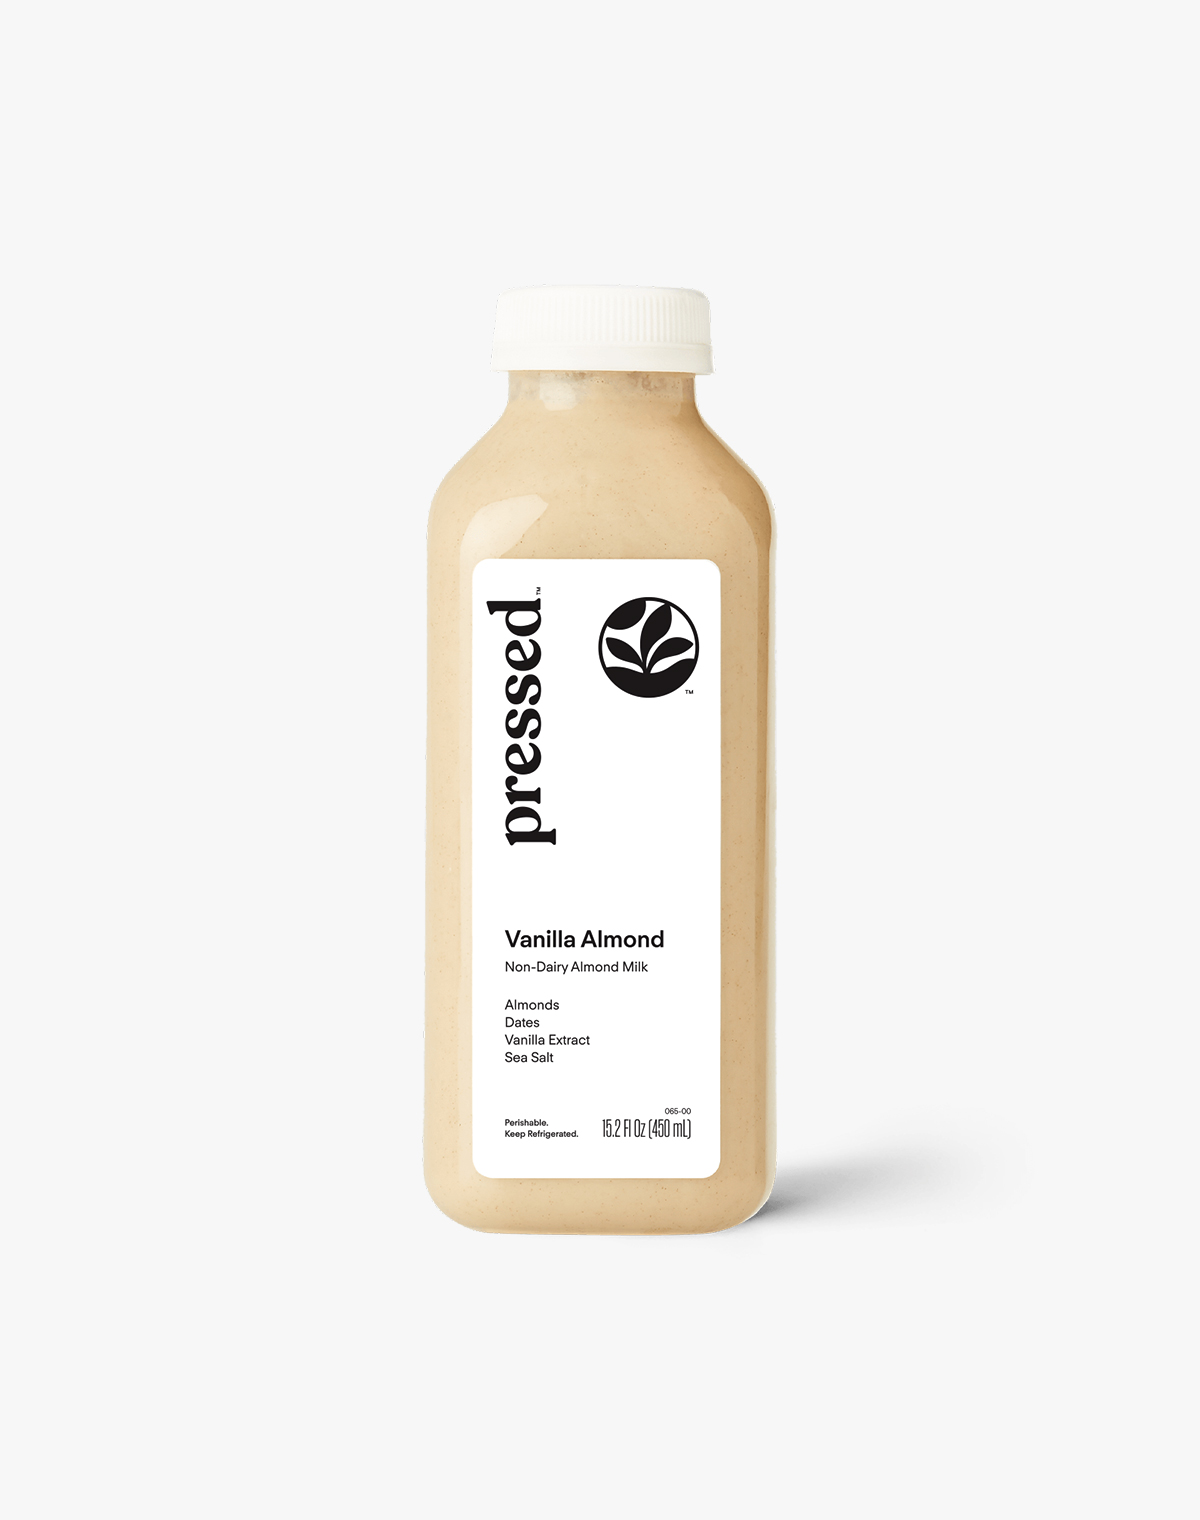 pressed™
™
Vanilla Almond
Non-Dairy Almond Milk
Almonds
Dates
Vanilla Extract
Sea Salt
065-00
Perishable.
Keep Refrigerated.
15.2 Fl Oz (450 mL)